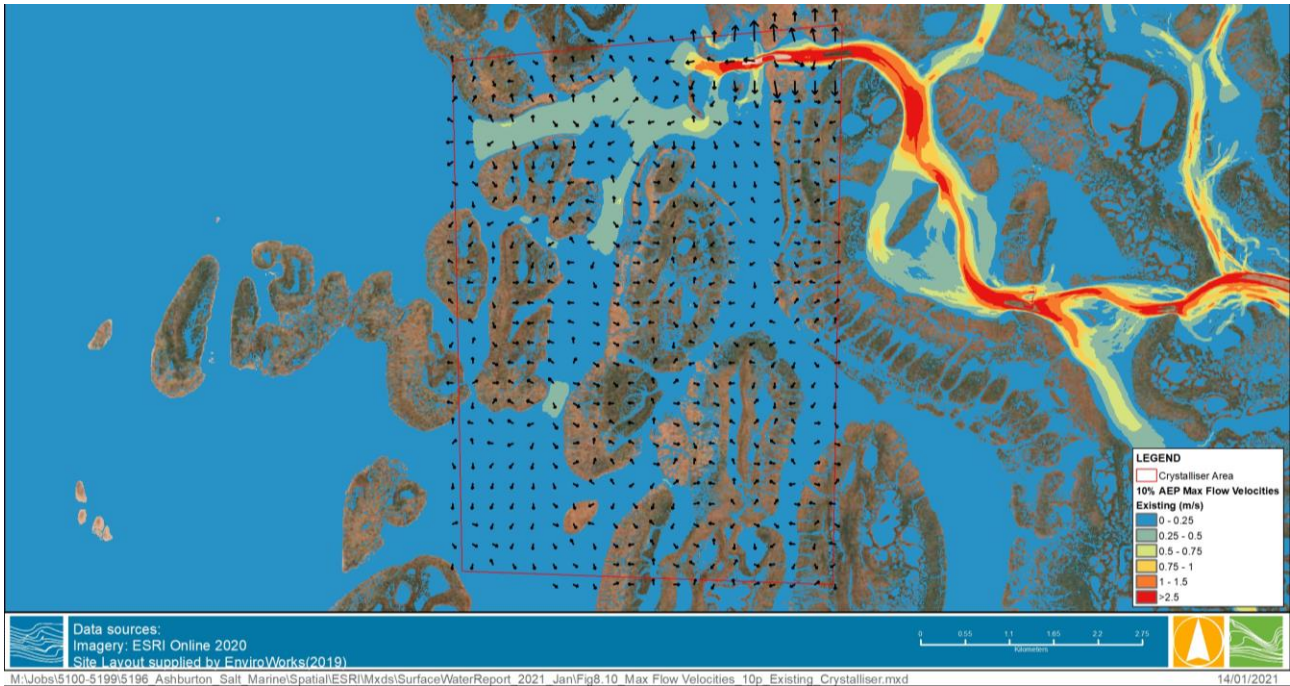 LEGEND
Crystalliser Area
10% AEP Max Flow Velocities
Existing (m/s)
0 - 0.25
0.25 - 0.5
0.5 - 0.75
0.75 - 1
1 - 1.5
>2.5
Data sources:
Imagery: ESRI Online 2020
Site Layout supplied by EnviroWorks(2019)
0 0.55 1.1 1.65 2.2 2.75
Kilometers
M:\Jobs\5100-5199\5196_Ashburton_Salt_Marine\Spatial\ESRI\Mxds\SurfaceWaterReport_2021_Jan\Fig8.10_Max Flow Velocities_10p_Existing_Crystalliser.mxd
14/01/2021